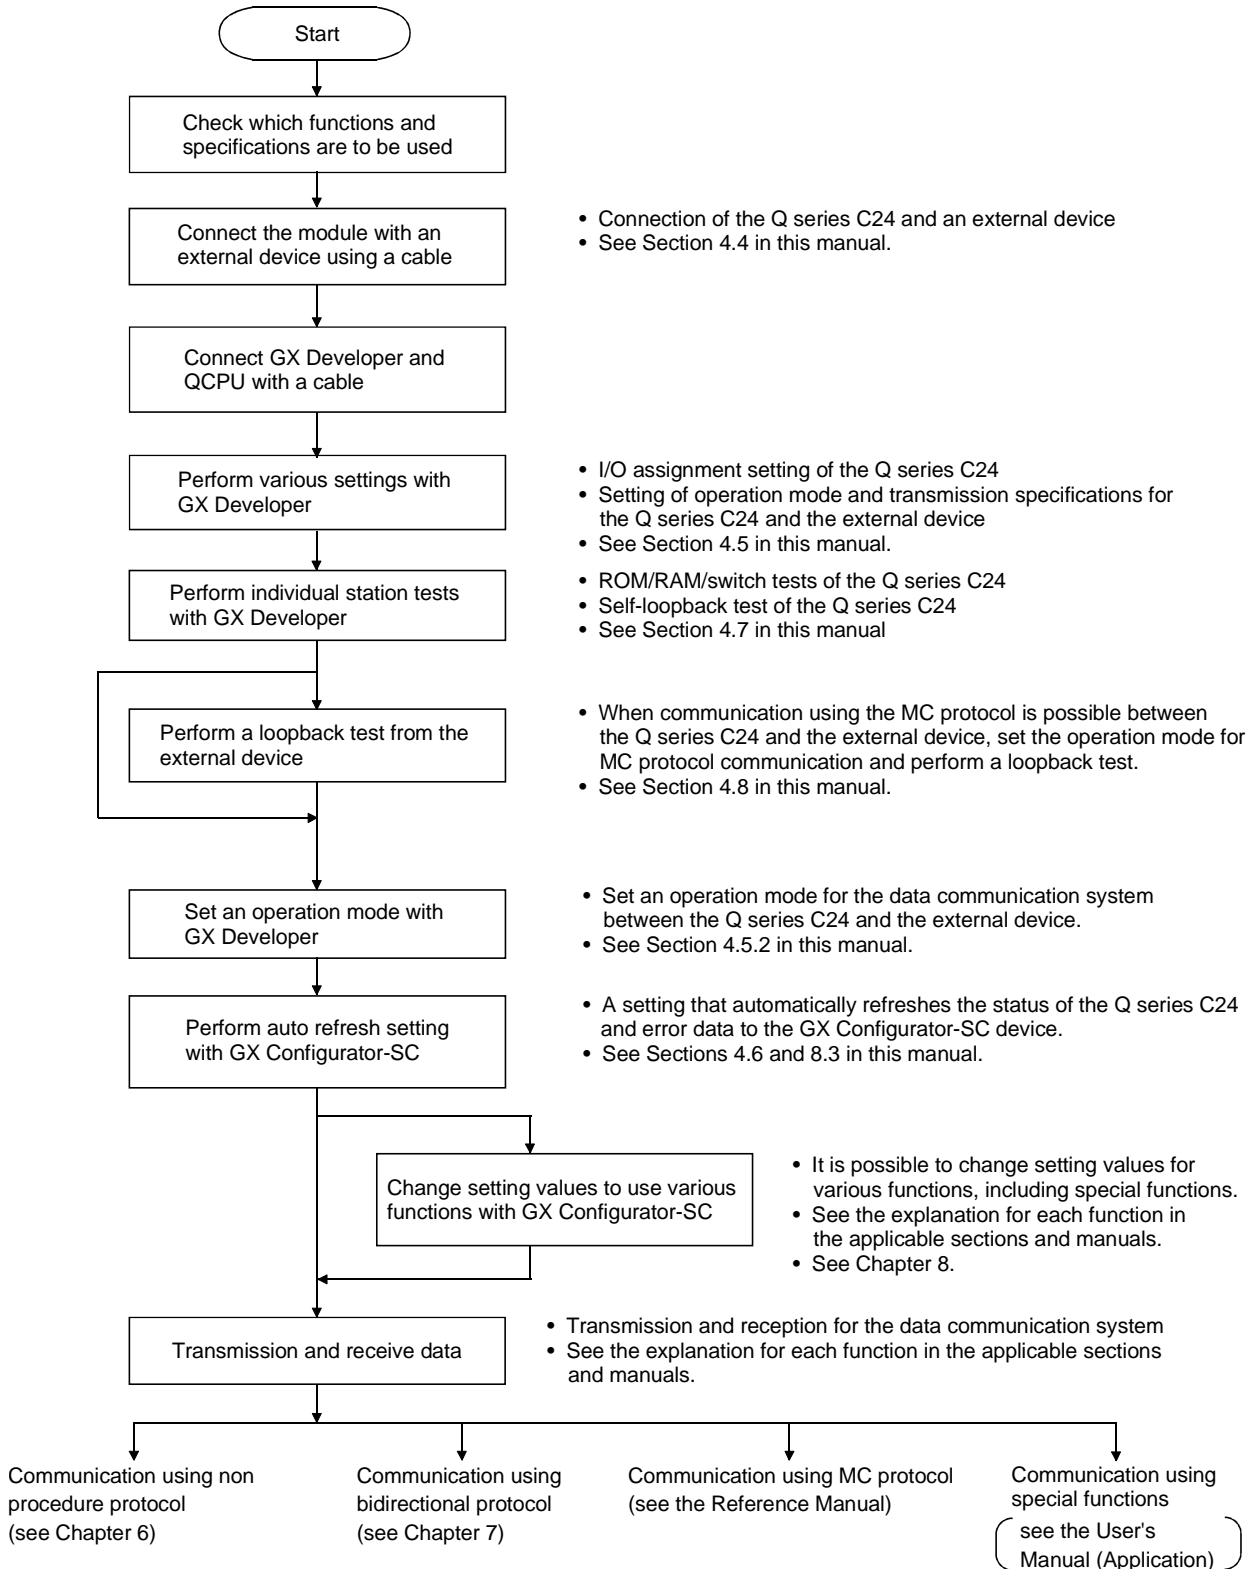 Start
Check which functions and
specifications are to be used
Connect the module with an
external device using a cable
• Connection of the Q series C24 and an external device
• See Section 4.4 in this manual.
Connect GX Developer and
QCPU with a cable
Perform various settings with
GX Developer
• I/O assignment setting of the Q series C24
• Setting of operation mode and transmission specifications for
the Q series C24 and the external device
• See Section 4.5 in this manual.
Perform individual station tests
with GX Developer
• ROM/RAM/switch tests of the Q series C24
• Self-loopback test of the Q series C24
• See Section 4.7 in this manual
Perform a loopback test from the
external device
• When communication using the MC protocol is possible between
the Q series C24 and the external device, set the operation mode for
MC protocol communication and perform a loopback test.
• See Section 4.8 in this manual.
Set an operation mode with
GX Developer
• Set an operation mode for the data communication system
between the Q series C24 and the external device.
• See Section 4.5.2 in this manual.
Perform auto refresh setting
with GX Configurator-SC
• A setting that automatically refreshes the status of the Q series C24
and error data to the GX Configurator-SC device.
• See Sections 4.6 and 8.3 in this manual.
Change setting values to use various
functions with GX Configurator-SC
• It is possible to change setting values for
various functions, including special functions.
• See the explanation for each function in
the applicable sections and manuals.
• See Chapter 8.
Transmission and receive data
• Transmission and reception for the data communication system
• See the explanation for each function in the applicable sections
and manuals.
Communication using non
procedure protocol
(see Chapter 6)
Communication using
bidirectional protocol
(see Chapter 7)
Communication using MC protocol
(see the Reference Manual)
Communication using
special functions
see the User's
Manual (Application)